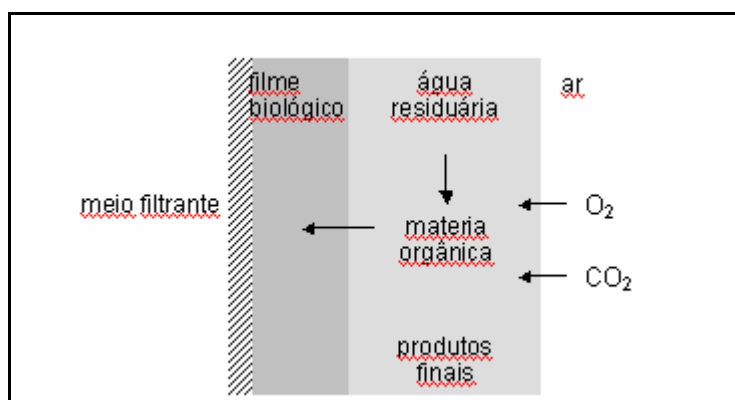 filme
biológico
água
residuária
ar
meio filtrante
O₂
materia
orgânica
CO₂
produtos
finais